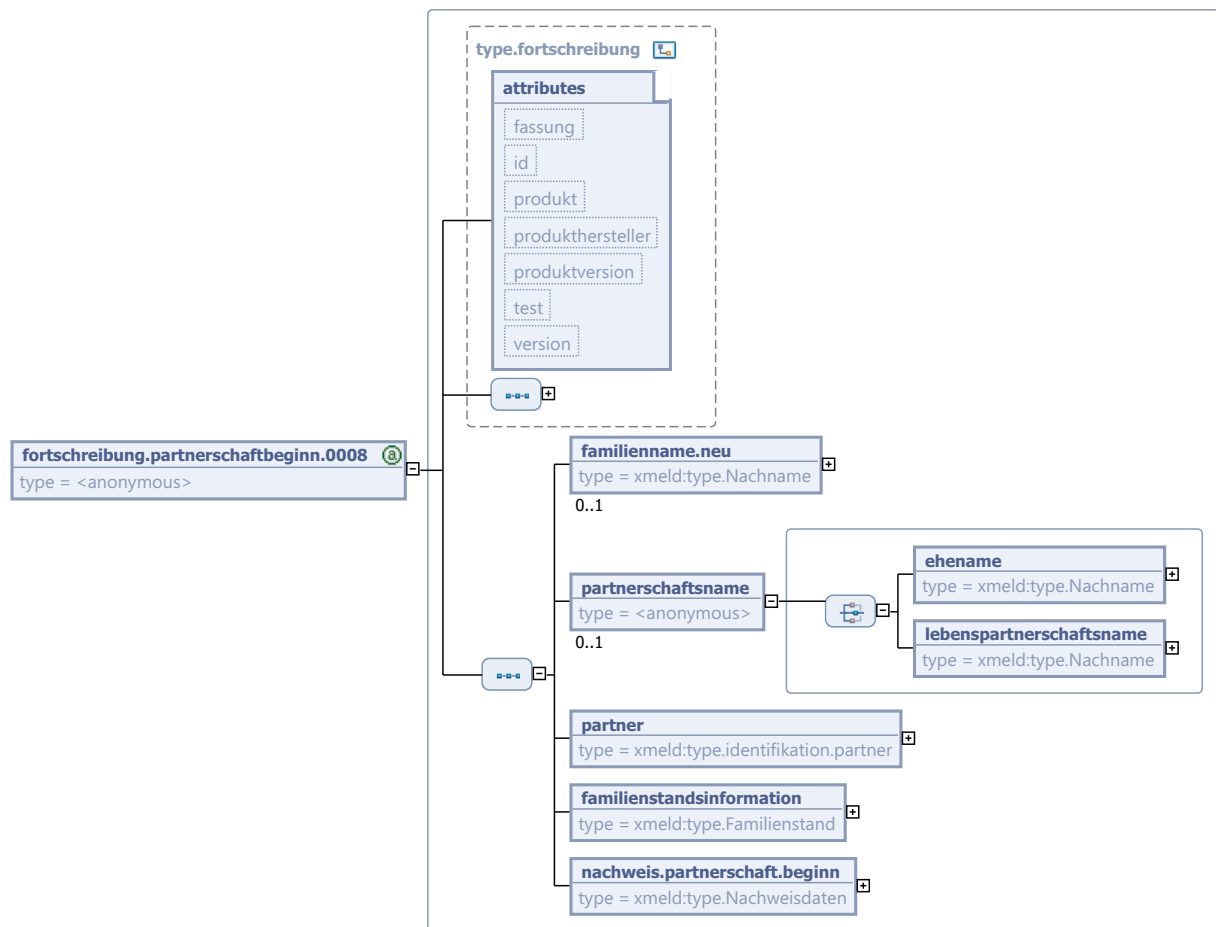 type.fortschreibung
attributes
fassung
id
produkt
produkthersteller
produktversion
test
version
fortschreibung.partnerschaftbeginn.0008
type = <anonymous>
familienname.neu
type = xmeld:type.Nachname
0..1
partnerschaftsname
type = <anonymous>
0..1
ehename
type = xmeld:type.Nachname
lebenspartnerschaftsname
type = xmeld:type.Nachname
partner
type = xmeld:type.identifikation.partner
familienstandsinformation
type = xmeld:type.Familienstand
nachweis.partnerschaft.beginn
type = xmeld:type.Nachweisdaten